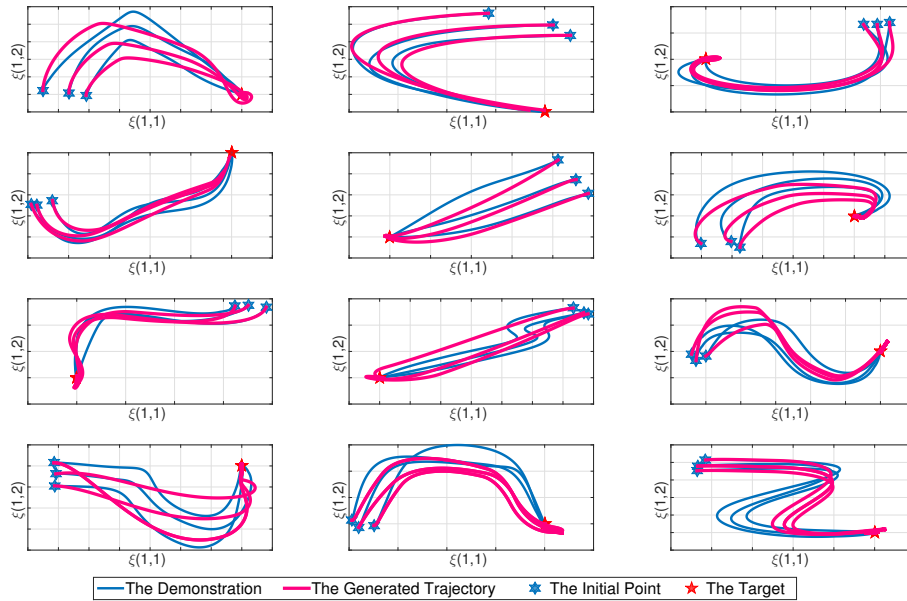 ξ(1,2) ξ(1,2) ξ(1,2)
ξ(1,1) ξ(1,1) ξ(1,1)
ξ(1,2) ξ(1,2) ξ(1,2)
ξ(1,1) ξ(1,1) ξ(1,1)
ξ(1,2) ξ(1,2) ξ(1,2)
ξ(1,1) ξ(1,1) ξ(1,1)
ξ(1,2) ξ(1,2) ξ(1,2)
ξ(1,1) ξ(1,1) ξ(1,1)
The Demonstration The Generated Trajectory The Initial Point The Target